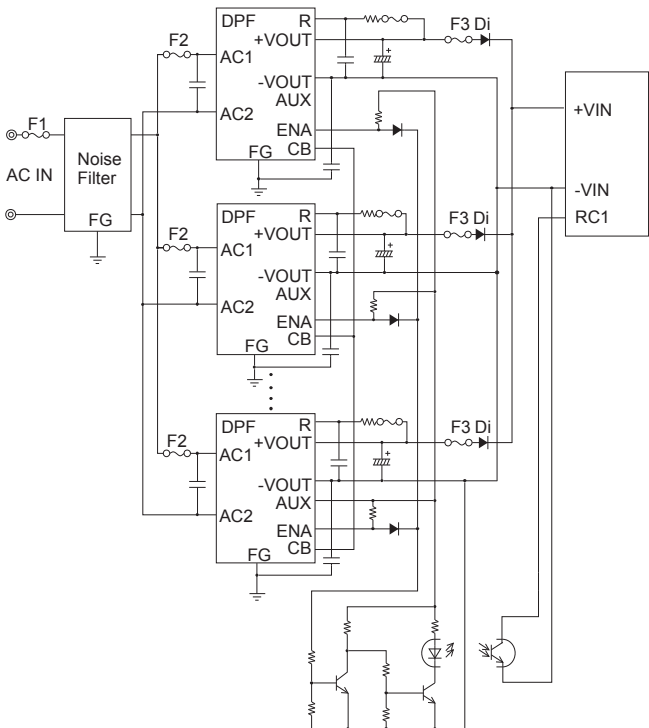 DPF R
F2 +VOUT F3 Di
AC1
-VOUT
AUX
+VIN
AC2
F1 ENA
FG CB
AC IN Noise
Filter
-VIN
FG
RC1
DPF R
F2 +VOUT F3 Di
AC1
-VOUT
AUX
AC2
ENA
FG CB
DPF R
F2 +VOUT F3 Di
AC1
-VOUT
AUX
AC2
ENA
FG CB